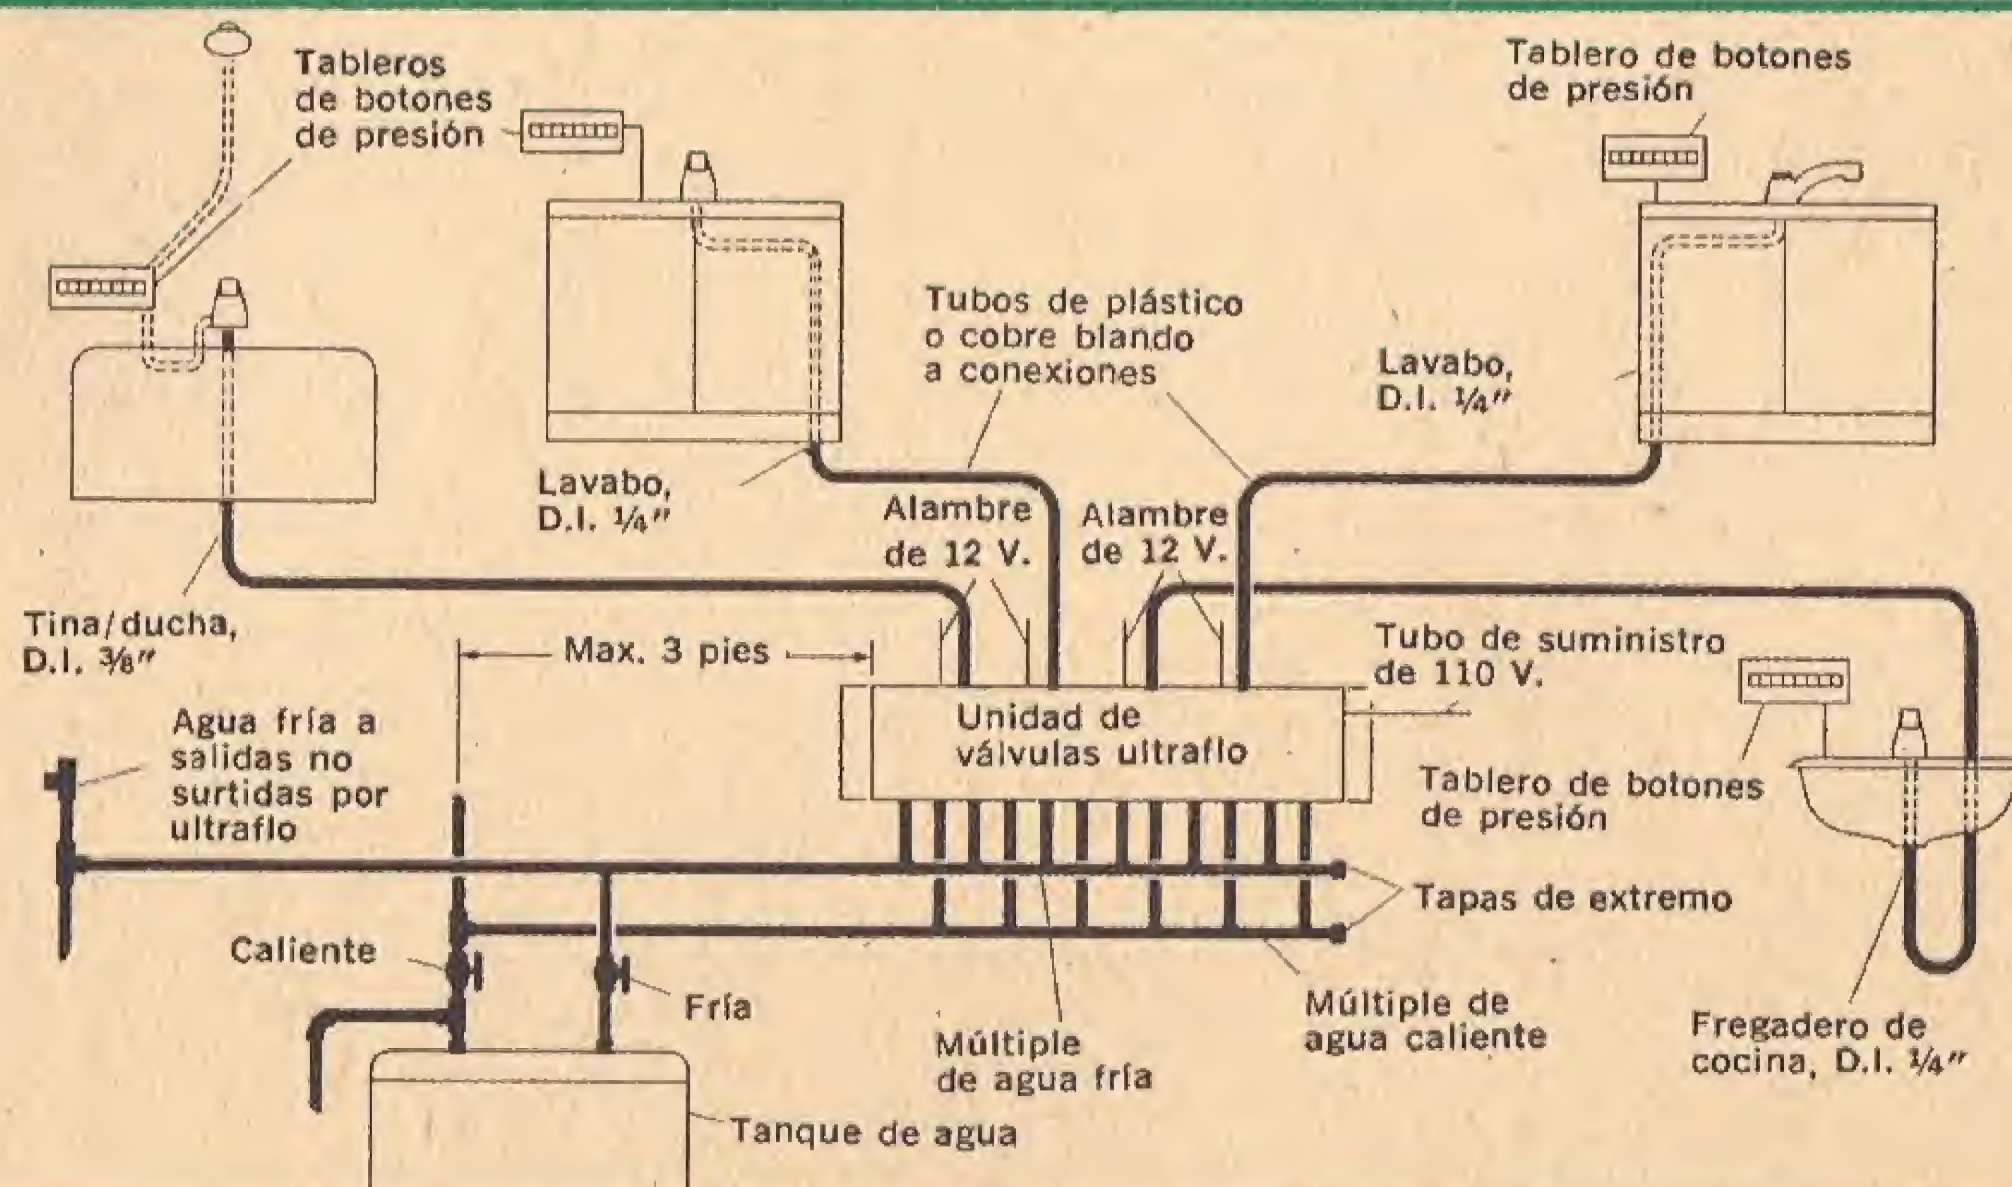 Tableros
de botones
de presión
Tablero de botones
de presión
Tubos de plástico
o cobre blando
a conexiones
Lavabo,
D.I. ¼"
Lavabo,
D.I. ¼"
Alambre
de 12 V.
Alambre
de 12 V.
Tina/ducha,
D.I. ⅜"
Max. 3 pies
Tubo de suministro
de 110 V.
Agua fría a
salidas no
surtidas por
ultraflo
Unidad de
válvulas ultraflo
Tablero de botones
de presión
Tapas de extremo
Caliente
Fría
Múltiple
de agua fría
Múltiple de
agua caliente
Fregadero de
cocina, D.I. ¼"
Tanque de agua